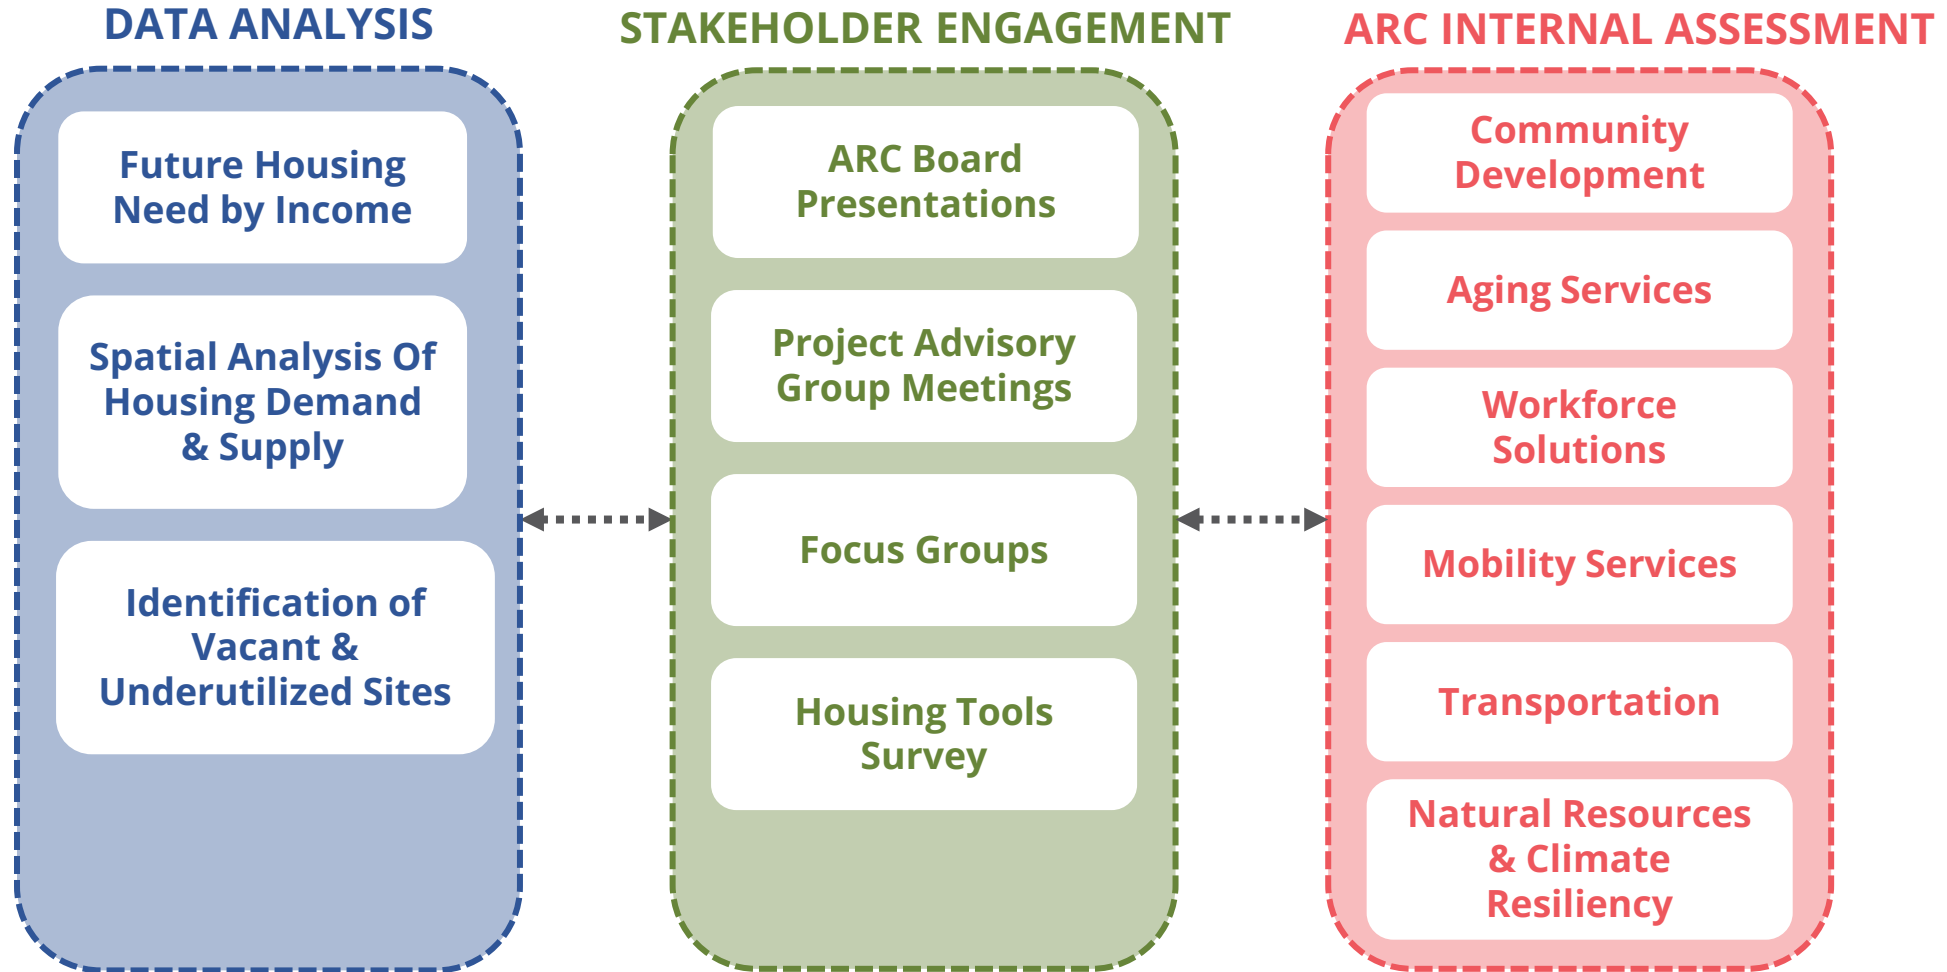 DATA ANALYSIS
Future Housing
Need by Income
Spatial Analysis Of
Housing Demand
& Supply
Identification of
Vacant &
Underutilized Sites
STAKEHOLDER ENGAGEMENT
ARC Board
Presentations
Project Advisory
Group Meetings
Focus Groups
Housing Tools
Survey
ARC INTERNAL ASSESSMENT
Community
Development
Aging Services
Workforce
Solutions
Mobility Services
Transportation
Natural Resources
& Climate
Resiliency